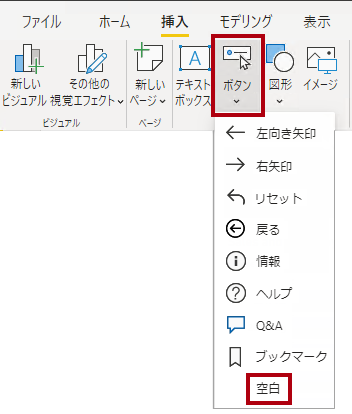 ファイル ホーム 挿入 モデリング 表示
新しい
ビジュアル
その他の
視覚エフェクト
新しい
ページ
テキスト
ボックス
ボタン
図形
イメージ
ビジュアル
ページ
左向き矢印
右矢印
リセット
戻る
情報
ヘルプ
Q&A
ブックマーク
空白